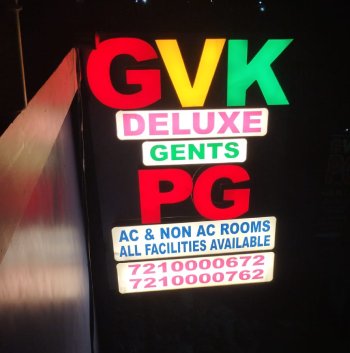 GVK
DELUXE
GENTS
PG
AC & NON AC ROOMS
ALL FACILITIES AVAILABLE
7210000672
7210000762